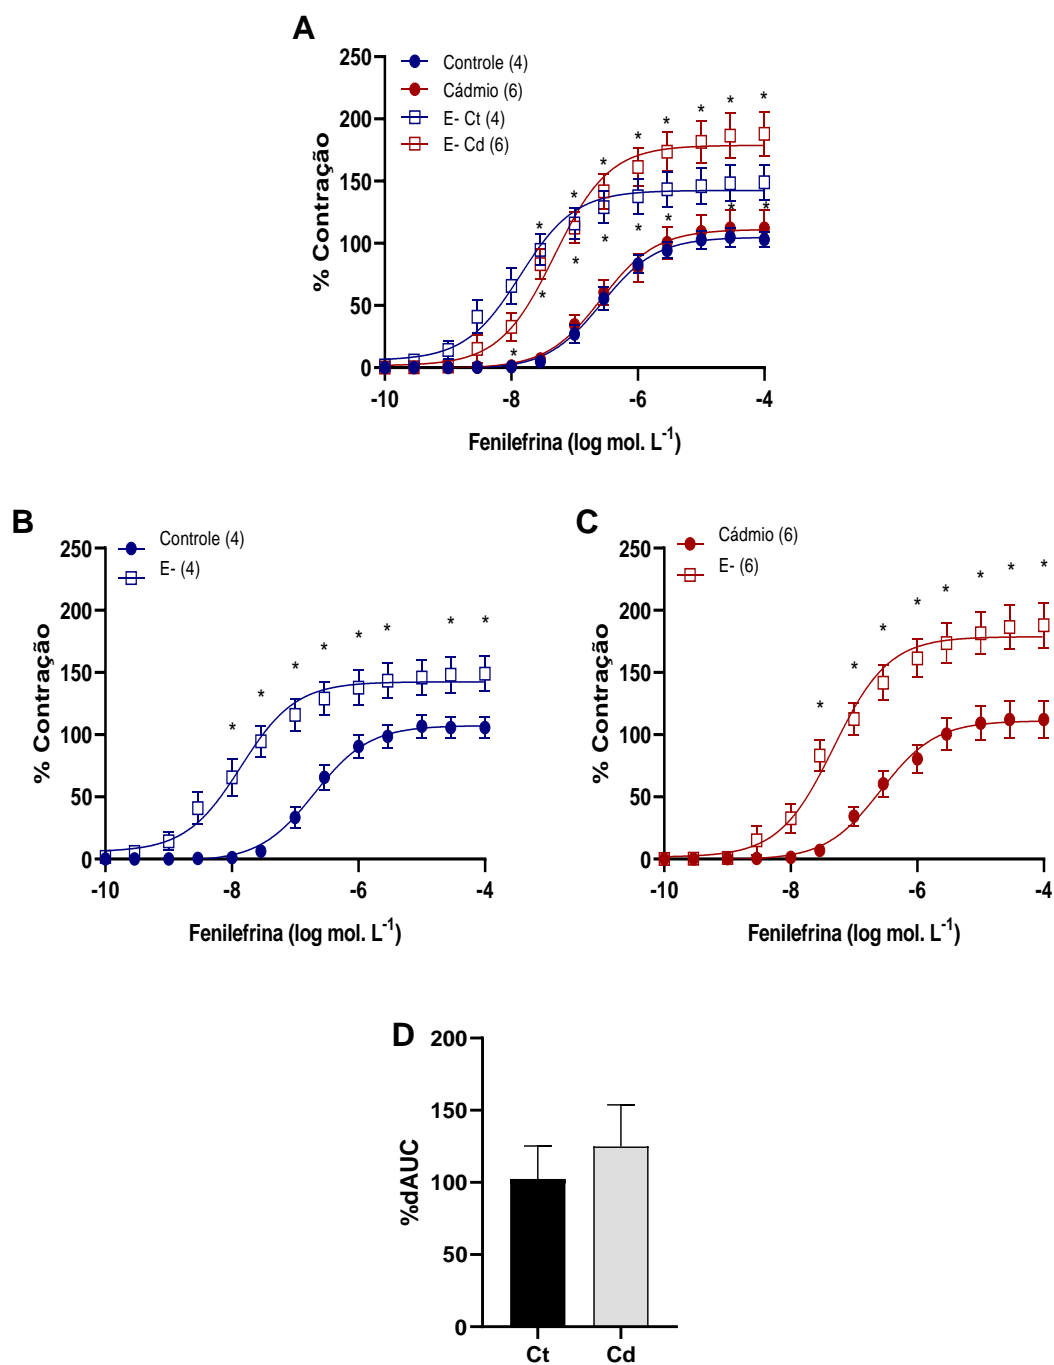 A
250
200
150
100
50
0
% Contração
Controle (4)
Cádmio (6)
E- Ct (4)
E- Cd (6)
* * * * * * * * *
* * * * * * * *
-10 -8 -6 -4
Fenilefrina (log mol. L⁻¹)
B
250
200
150
100
50
0
% Contração
Controle (4)
E- (4)
* * * * * * * *
-10 -8 -6 -4
Fenilefrina (log mol. L⁻¹)
C
250
200
150
100
50
0
% Contração
Cádmio (6)
E- (6)
* * * * * * * *
-10 -8 -6 -4
Fenilefrina (log mol. L⁻¹)
D
200
150
100
50
0
%dAUC
Ct Cd